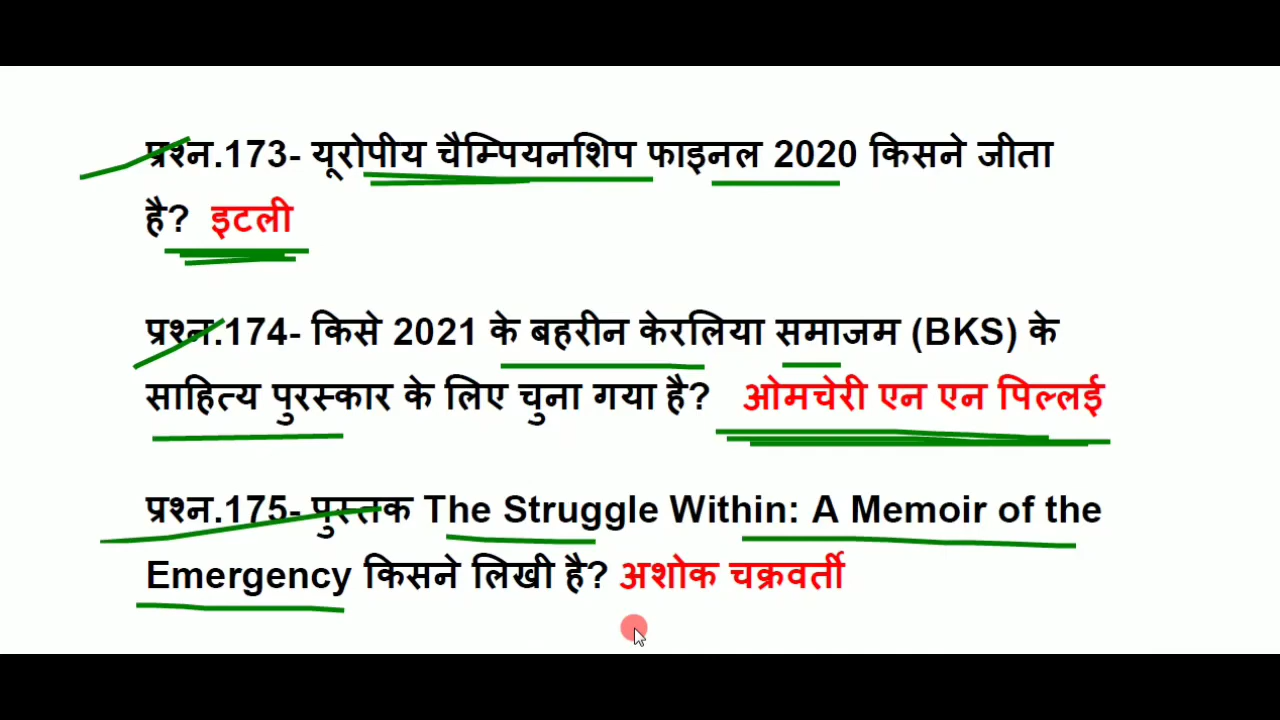 प्रश्न.173- यूरोपीय चैम्पियनशिप फाइनल 2020 किसने जीता
है? इटली
प्रश्न.174- किसे 2021 के बहरीन केरलिया समाजम (BKS) के
साहित्य पुरस्कार के लिए चुना गया है? ओमचेरी एन एन पिल्लई
प्रश्न.175- पुस्तक The Struggle Within: A Memoir of the
Emergency किसने लिखी है? अशोक चक्रवर्ती